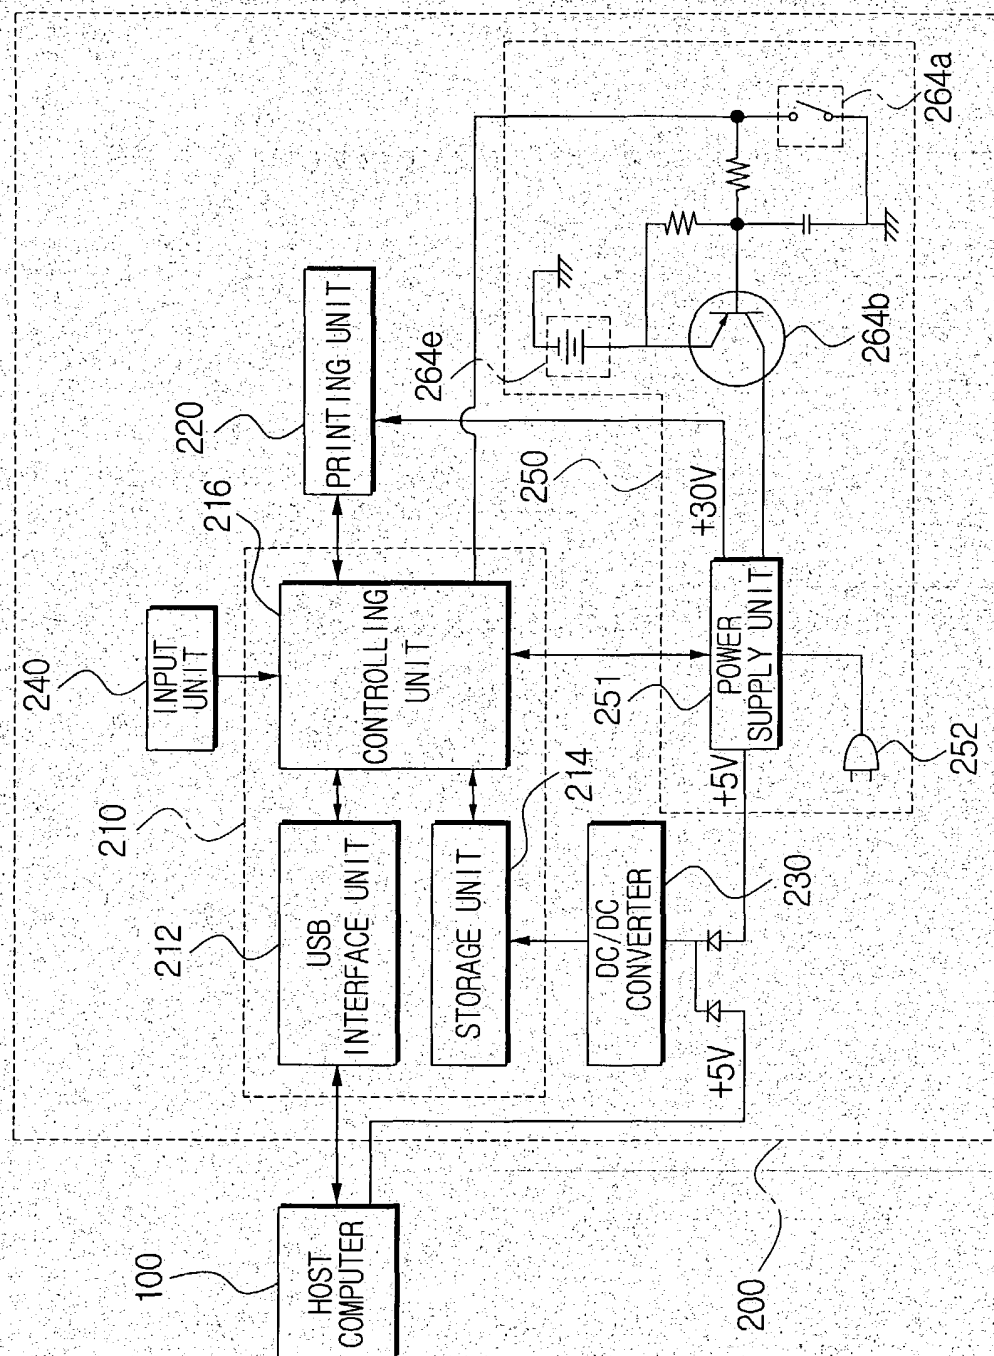 100
HOST
COMPUTER
200
210
212
USB
INTERFACE UNIT
STORAGE UNIT
214
216
CONTROLLING
UNIT
240
INPUT
UNIT
220
PRINTING UNIT
DC/DC
CONVERTER
230
+5V
+5V
250
251
POWER
SUPPLY UNIT
252
+30V
264e
264b
264a